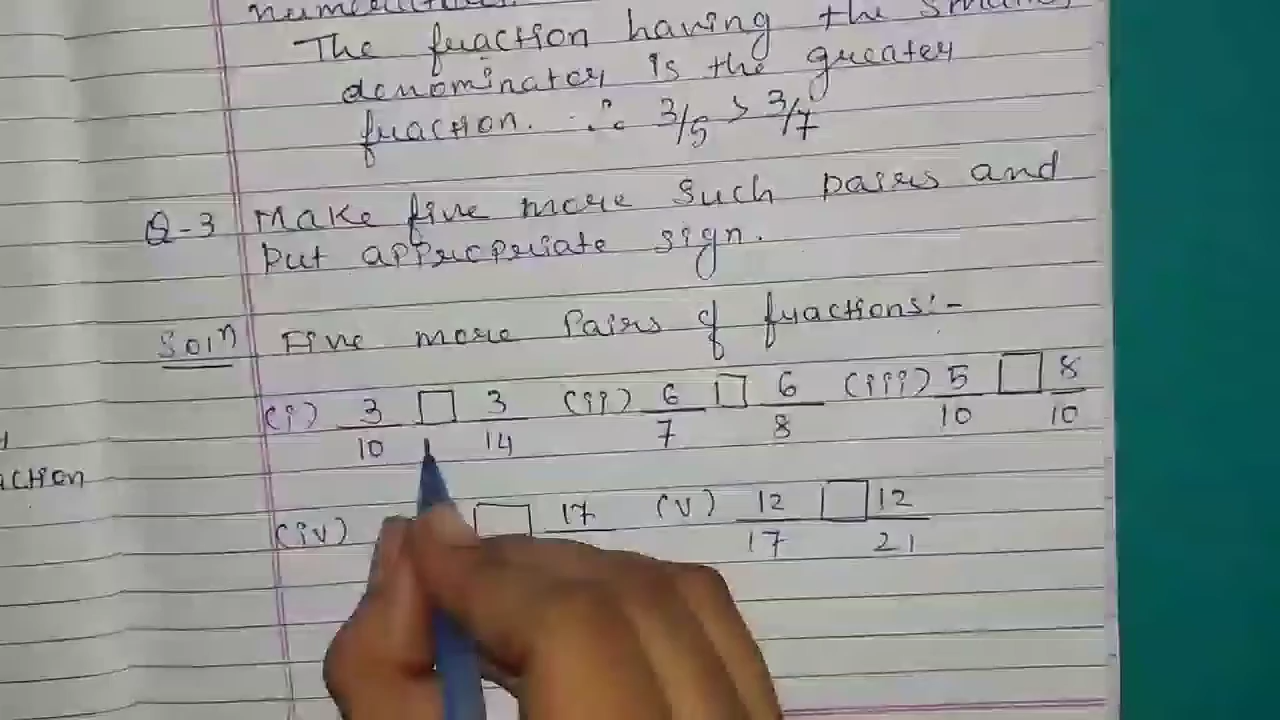 The fraction having the
denominator is the greater
fraction. ∴ 3/5 > 3/7
Q-3 Make five more such pairs and
put appropriate sign.
Soln Five more Pairs of fractions:-
(i) 3/10 □ 3/14 (ii) 6/7 □ 6/8 (iii) 5/10 □ 8/10
(iv) □ 17 (v) 12/17 □ 12/21
action